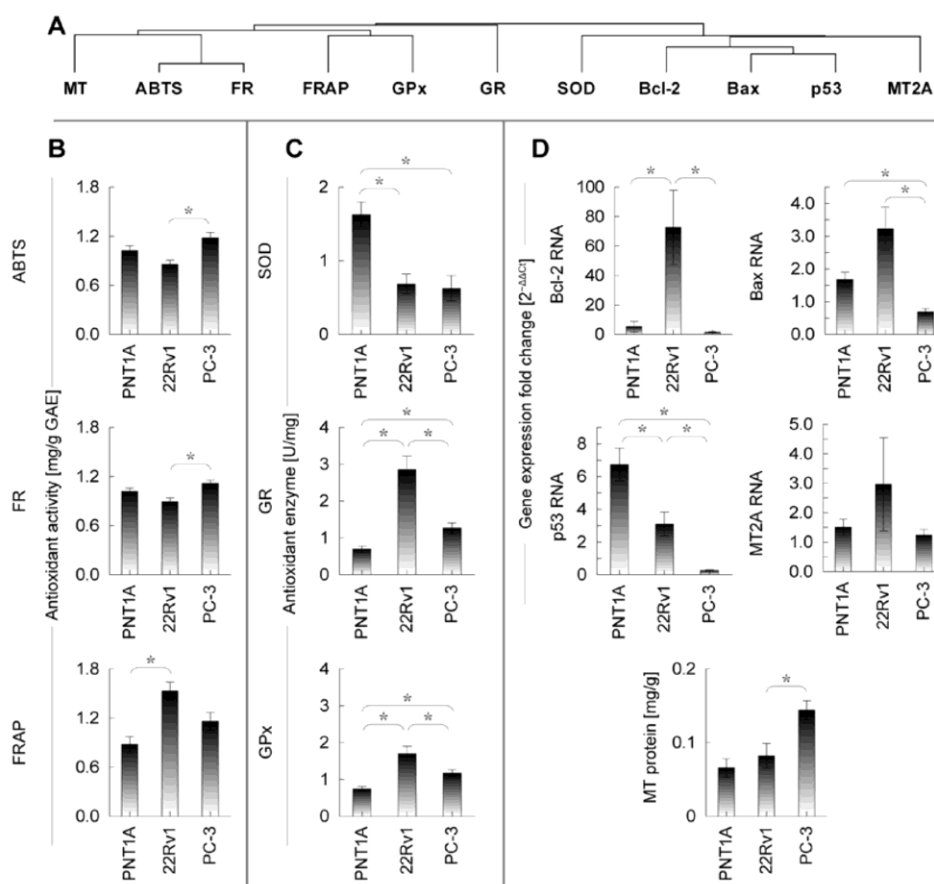 A
MT ABTS FR FRAP GPx GR SOD Bcl-2 Bax p53 MT2A
B
Antioxidant activity [mg/g GAE]
ABTS
1.8
1.2
0.6
0.0
*
PNT1A 22Rv1 PC-3
FR
1.8
1.2
0.6
0.0
*
PNT1A 22Rv1 PC-3
FRAP
1.8
1.2
0.6
0.0
*
PNT1A 22Rv1 PC-3
C
Antioxidant enzyme [U/mg]
SOD
2
1
0
*
*
PNT1A 22Rv1 PC-3
GR
4
3
2
1
0
*
* *
PNT1A 22Rv1 PC-3
GPx
4
3
2
1
0
*
* *
PNT1A 22Rv1 PC-3
D
Gene expression fold change [2⁻ΔΔCt]
Bcl-2 RNA
100
80
60
40
20
0
* *
PNT1A 22Rv1 PC-3
Bax RNA
4.0
3.0
2.0
1.0
0.0
*
*
PNT1A 22Rv1 PC-3
p53 RNA
8
6
4
2
0
*
* *
PNT1A 22Rv1 PC-3
MT2A RNA
5.0
4.0
3.0
2.0
1.0
0.0
PNT1A 22Rv1 PC-3
MT protein [mg/g]
0.2
0.1
0
*
PNT1A 22Rv1 PC-3